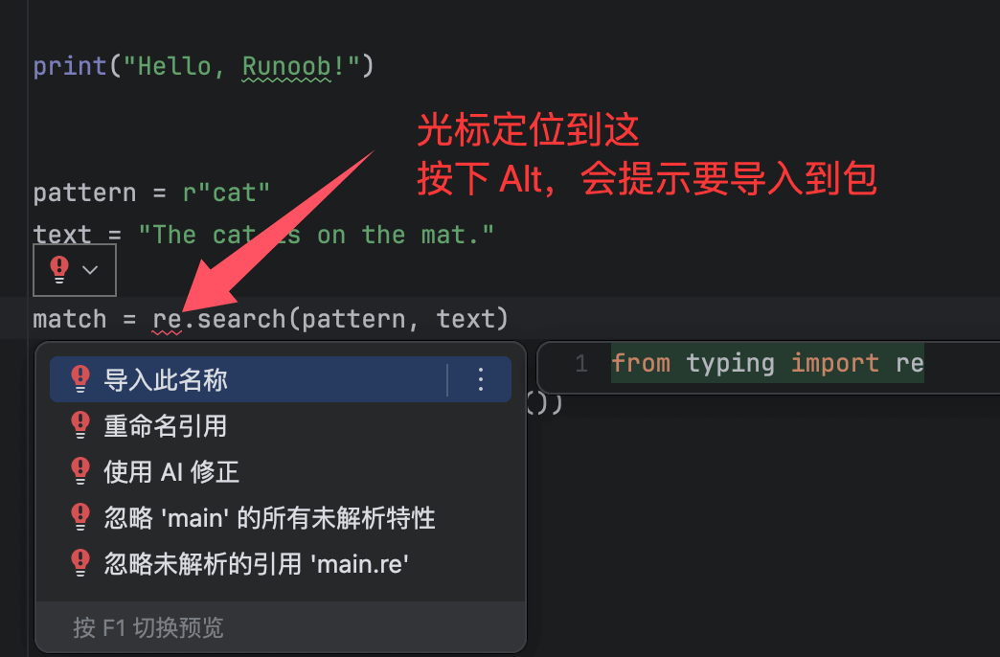 print("Hello, Runoob!")
光标定位到这
按下 Alt，会提示要导入到包
pattern = r"cat"
text = "The cat is on the mat."
match = re.search(pattern, text)
导入此名称
1 from typing import re
())
重命名引用
使用 AI 修正
忽略 'main' 的所有未解析特性
忽略未解析的引用 'main.re'
按 F1 切换预览